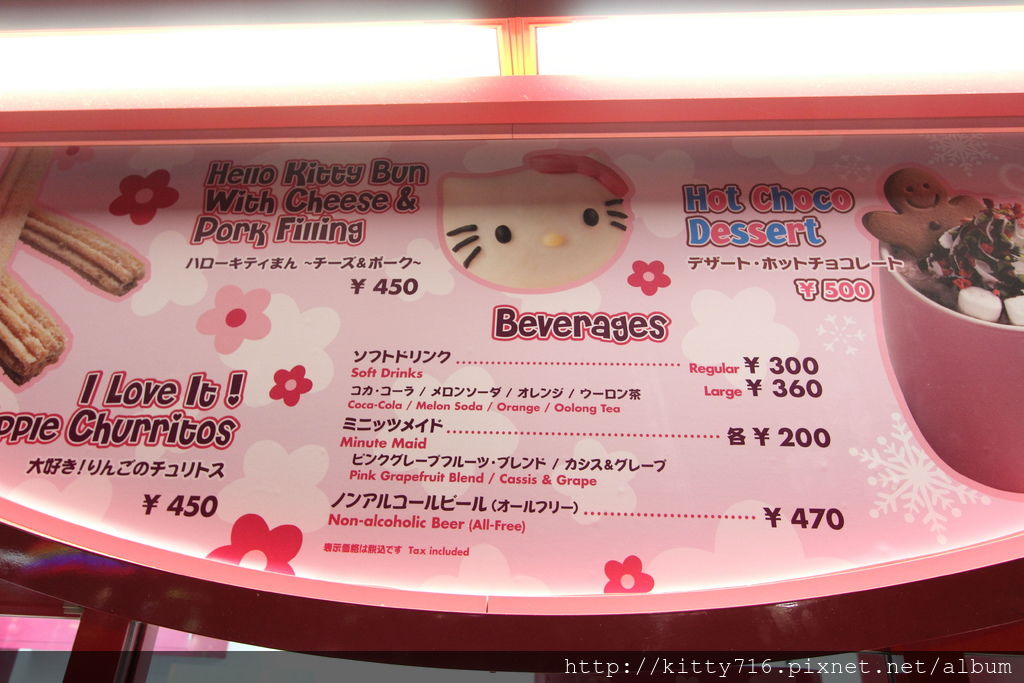 Hello Kitty Bun
With Cheese &
Pork Filling
ハローキティまん ~チーズ&ポーク~
¥ 450
Hot Choco
Dessert
デザート・ホットチョコレート
¥ 500
I Love It !
pple Churritos
大好き!りんごのチュリトス
¥ 450
Beverages
ソフトドリンク
Soft Drinks
Regular ¥ 300
Large ¥ 360
コカ・コーラ / メロンソーダ / オレンジ / ウーロン茶
Coca-Cola / Melon Soda / Orange / Oolong Tea
ミニッツメイド 各 ¥ 200
Minute Maid
ピンクグレープフルーツ・ブレンド / カシス&グレープ
Pink Grapefruit Blend / Cassis & Grape
ノンアルコールビール (オールフリー) ¥ 470
Non-alcoholic Beer (All-Free)
表示価格は税込です Tax included
http://kitty716.pixnet.net/album